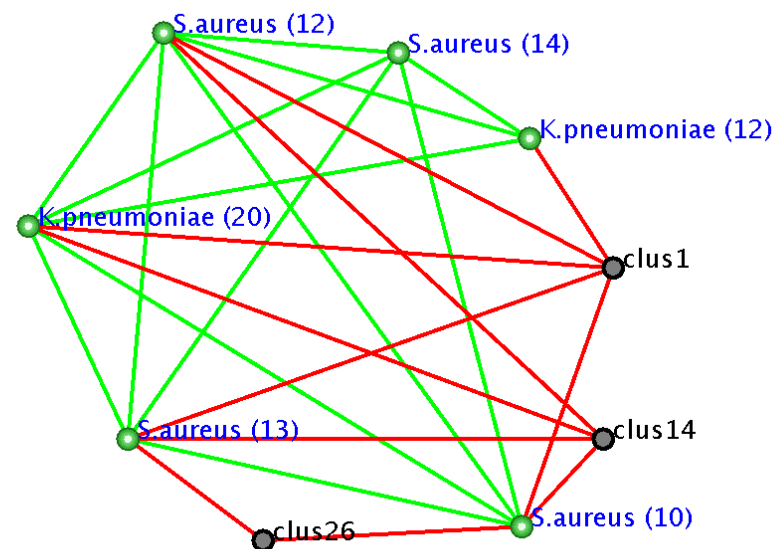 S.aureus (12)
S.aureus (14)
K.pneumoniae (12)
K.pneumoniae (20)
clus1
S.aureus (13)
clus14
S.aureus (10)
clus26